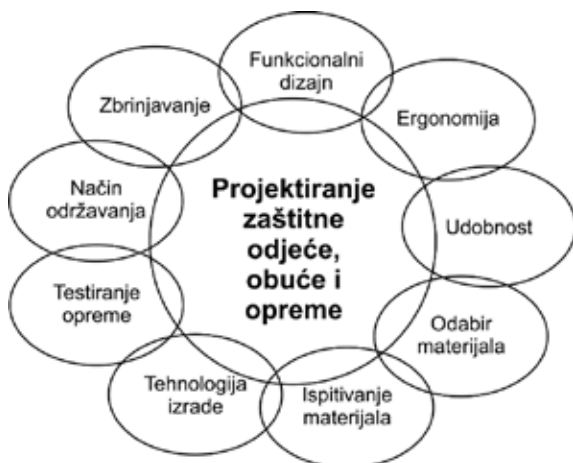 Funkcionalni
dizajn
Ergonomija
Udobnost
Odabir
materijala
Ispitivanje
materijala
Tehnologija
izrade
Testiranje
opreme
Način
održavanja
Zbrinjavanje
Projektiranje
zaštitne
odjeće,
obuće i
opreme